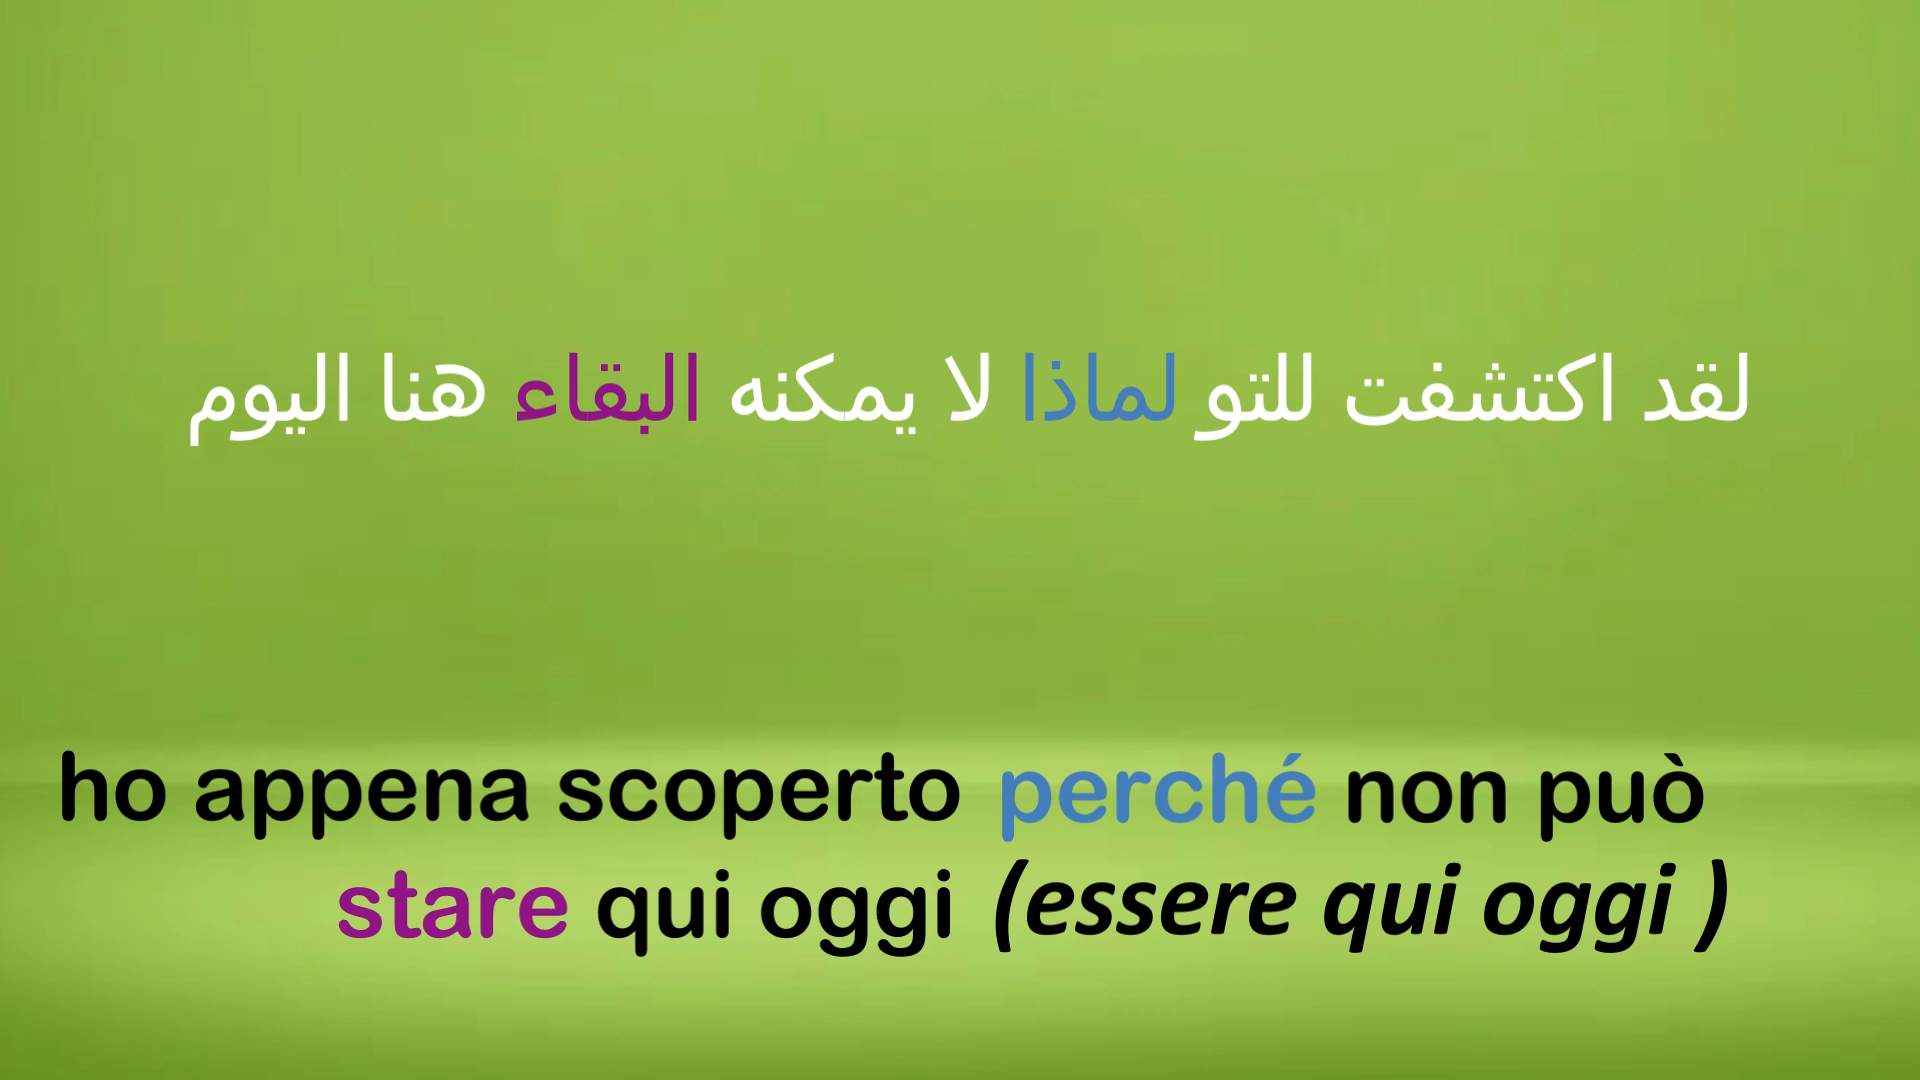 لقد اكتشفت للتو لماذا لا يمكنه البقاء هنا اليوم
ho appena scoperto perché non può
stare qui oggi (essere qui oggi )